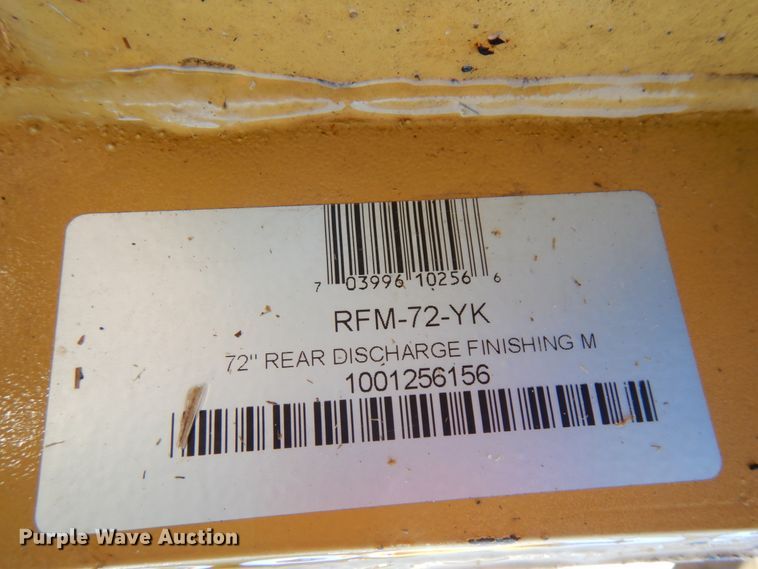 7 03996 10256 6
RFM-72-YK
72" REAR DISCHARGE FINISHING M
1001256156
Purple Wave Auction